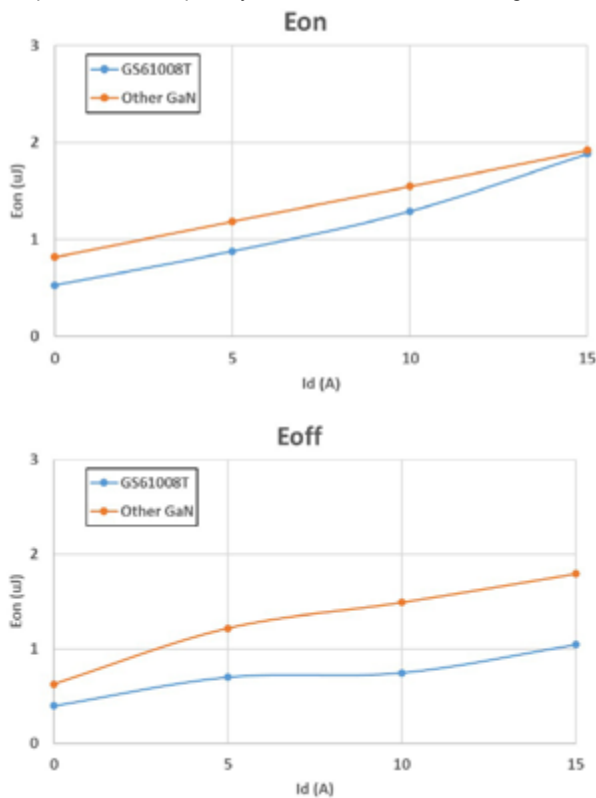 Eon
3
GS61008T
Other GaN
2
Eon (uJ)
1
0
0 5 10 15
Id (A)
Eoff
3
GS61008T
Other GaN
2
Eon (uJ)
1
0
0 5 10 15
Id (A)